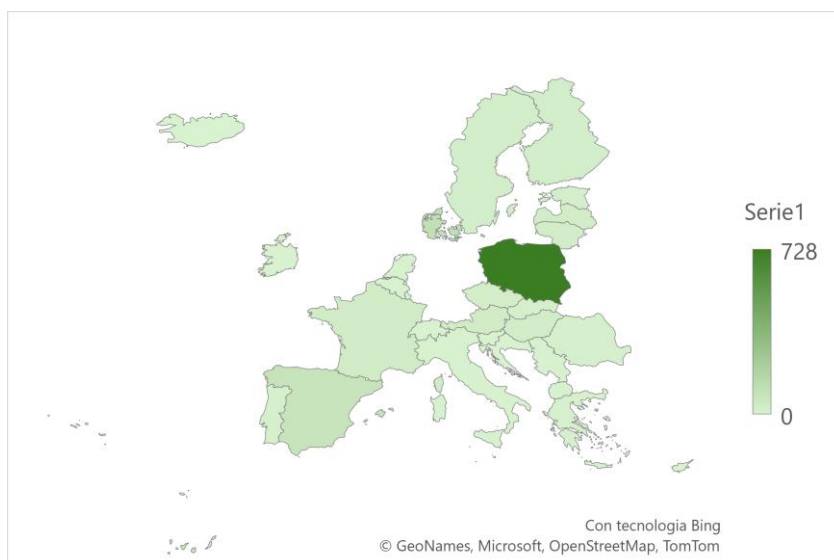 Serie1
728
0
Con tecnologia Bing
© GeoNames, Microsoft, OpenStreetMap, TomTom